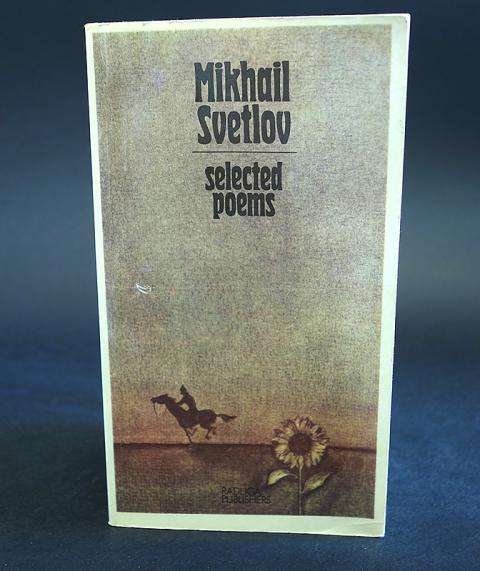 Mikhail
Svetlov
selected
poems
RADUGA
PUBLISHERS